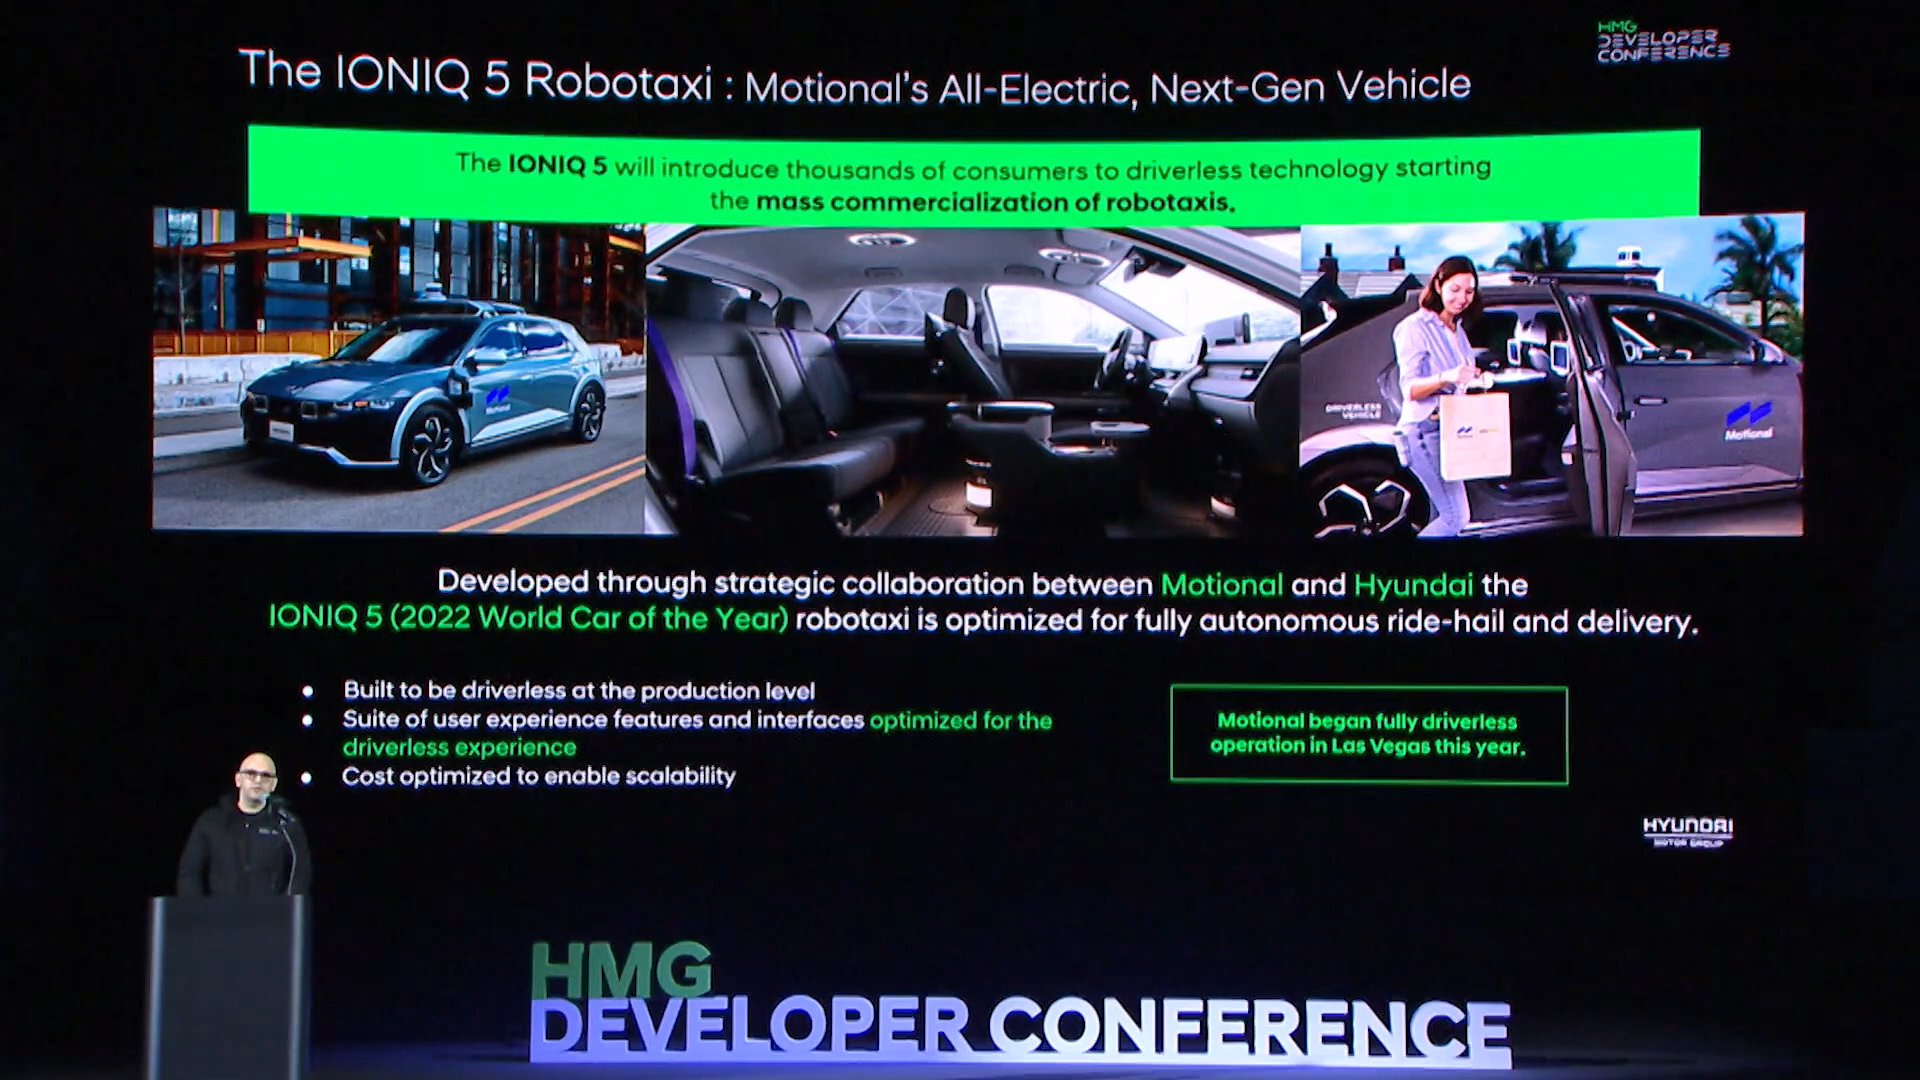 HMG
DEVELOPER
CONFERENCE
The IONIQ 5 Robotaxi : Motional's All-Electric, Next-Gen Vehicle
The IONIQ 5 will introduce thousands of consumers to driverless technology starting
the mass commercialization of robotaxis.
Motional
DRIVERLESS
VEHICLE
Motional
Developed through strategic collaboration between Motional and Hyundai the
IONIQ 5 (2022 World Car of the Year) robotaxi is optimized for fully autonomous ride-hail and delivery.
• Built to be driverless at the production level
• Suite of user experience features and interfaces optimized for the
driverless experience
• Cost optimized to enable scalability
Motional began fully driverless
operation in Las Vegas this year.
HYUNDAI
MOTOR GROUP
HMG
DEVELOPER CONFERENCE